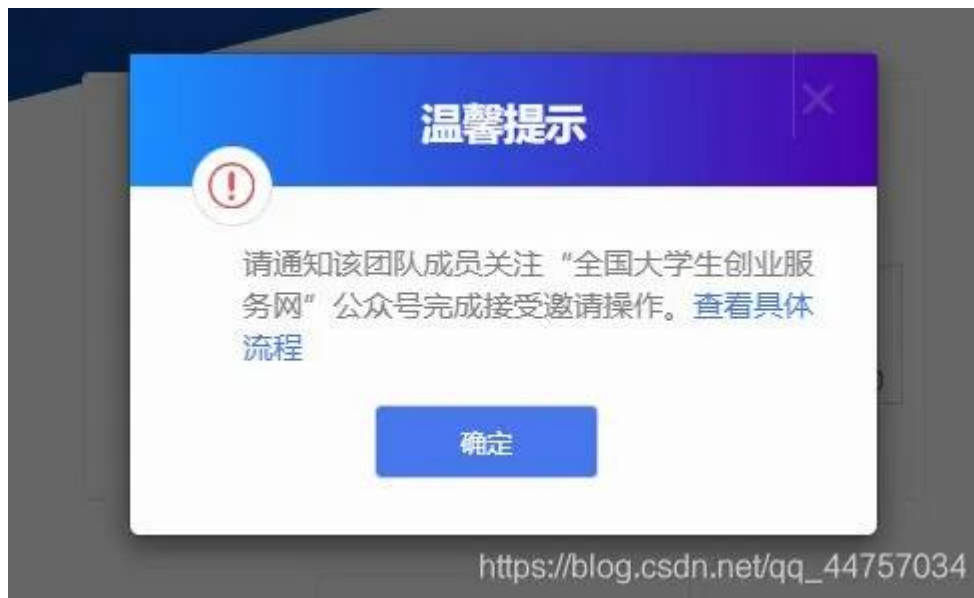 温馨提示
请通知该团队成员关注“全国大学生创业服
务网”公众号完成接受邀请操作。查看具体
流程
确定
https://blog.csdn.net/qq_44757034